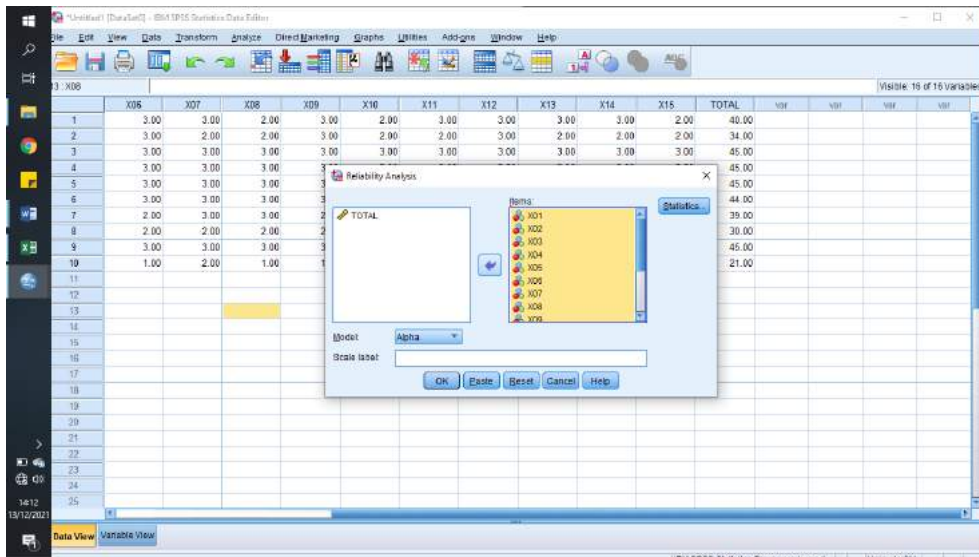 *Untitled1 [DataSet0] - IBM SPSS Statistics Data Editor
File Edit View Data Transform Analyze Direct Marketing Graphs Utilities Add-ons Window Help
13 : X08
Visible: 16 of 16 Variables
X06 X07 X08 X09 X10 X11 X12 X13 X14 X15 TOTAL var var var var
1 3.00 3.00 2.00 3.00 2.00 3.00 3.00 3.00 3.00 2.00 40.00
2 3.00 2.00 2.00 3.00 2.00 2.00 3.00 2.00 2.00 2.00 34.00
3 3.00 3.00 3.00 3.00 3.00 3.00 3.00 3.00 3.00 3.00 45.00
4 3.00 3.00 3.00 45.00
5 3.00 3.00 3.00 45.00
6 3.00 3.00 3.00 44.00
7 2.00 3.00 3.00 39.00
8 2.00 2.00 2.00 30.00
9 3.00 3.00 3.00 45.00
10 1.00 2.00 1.00 21.00
11
12
13
14
15
16
17
18
19
20
21
22
23
24
25
Reliability Analysis
TOTAL
Items:
X01
X02
X03
X04
X05
X06
X07
X08
X09
Statistics...
Model: Alpha
Scale label:
OK Paste Reset Cancel Help
Data View Variable View
14:12
13/12/2021